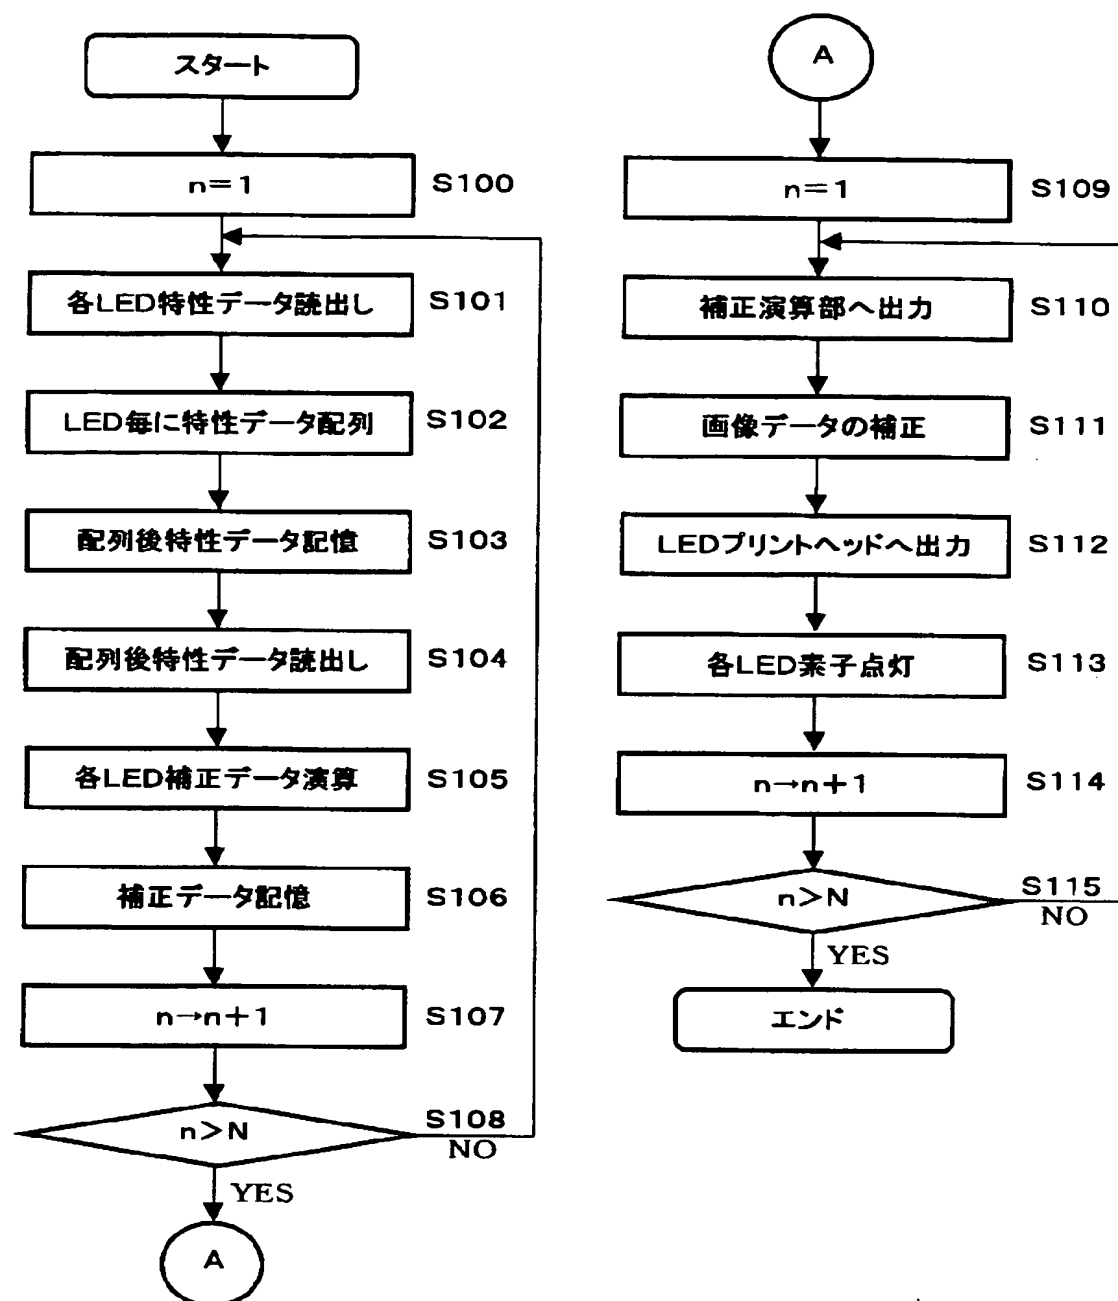 スタート
n=1 S100
各LED特性データ読出し S101
LED毎に特性データ配列 S102
配列後特性データ記憶 S103
配列後特性データ読出し S104
各LED補正データ演算 S105
補正データ記憶 S106
n→n+1 S107
n>N S108
NO
YES
A
A
n=1 S109
補正演算部へ出力 S110
画像データの補正 S111
LEDプリントヘッドへ出力 S112
各LED素子点灯 S113
n→n+1 S114
n>N S115
NO
YES
エンド